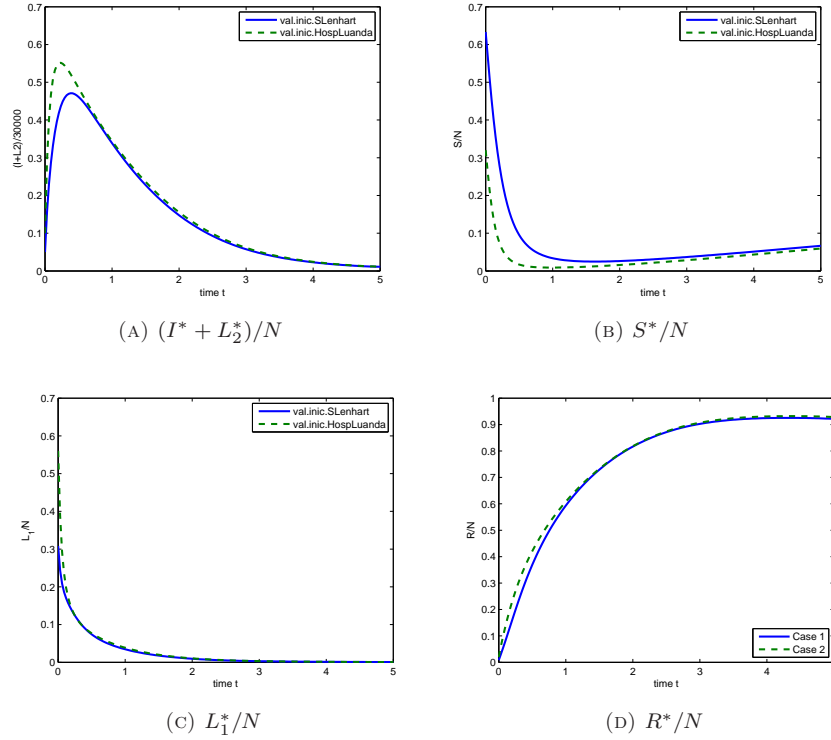 0.7
0.6
0.5
0.4
0.3
0.2
0.1
0
0 1 2 3 4 5
time t
(I+L2)/30000
val.inic.SLenhart
val.inic.HospLuanda
(A) (I* + L₂*)/N
0.7
0.6
0.5
0.4
0.3
0.2
0.1
0
0 1 2 3 4 5
time t
S/N
val.inic.SLenhart
val.inic.HospLuanda
(B) S*/N
0.7
0.6
0.5
0.4
0.3
0.2
0.1
0
0 1 2 3 4 5
time t
L₁/N
val.inic.SLenhart
val.inic.HospLuanda
(C) L₁*/N
1
0.9
0.8
0.7
0.6
0.5
0.4
0.3
0.2
0.1
0
0 1 2 3 4 5
time t
R/N
Case 1
Case 2
(D) R*/N